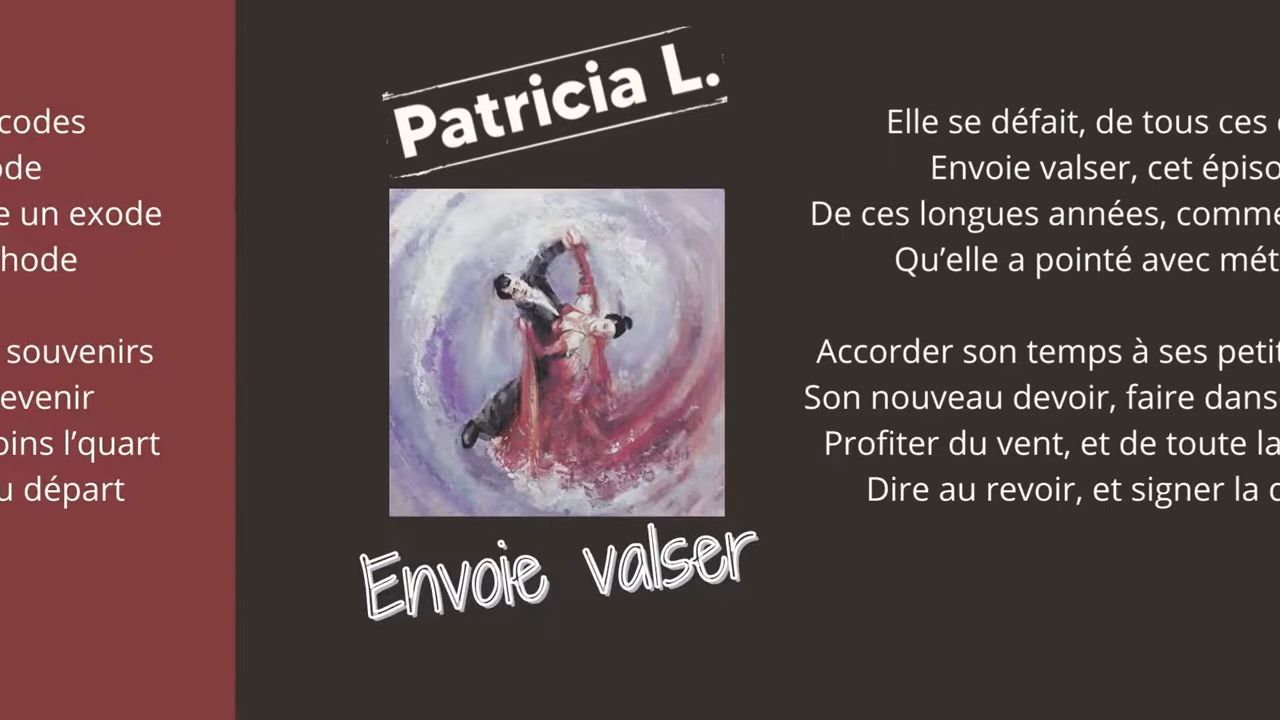 codes
ode
e un exode
hode
souvenirs
evenir
oins l’quart
u départ
Patricia L.
Envoie valser
Elle se défait, de tous ces
Envoie valser, cet épiso
De ces longues années, comme
Qu’elle a pointé avec mét
Accorder son temps à ses petit
Son nouveau devoir, faire danse
Profiter du vent, et de toute la
Dire au revoir, et signer la